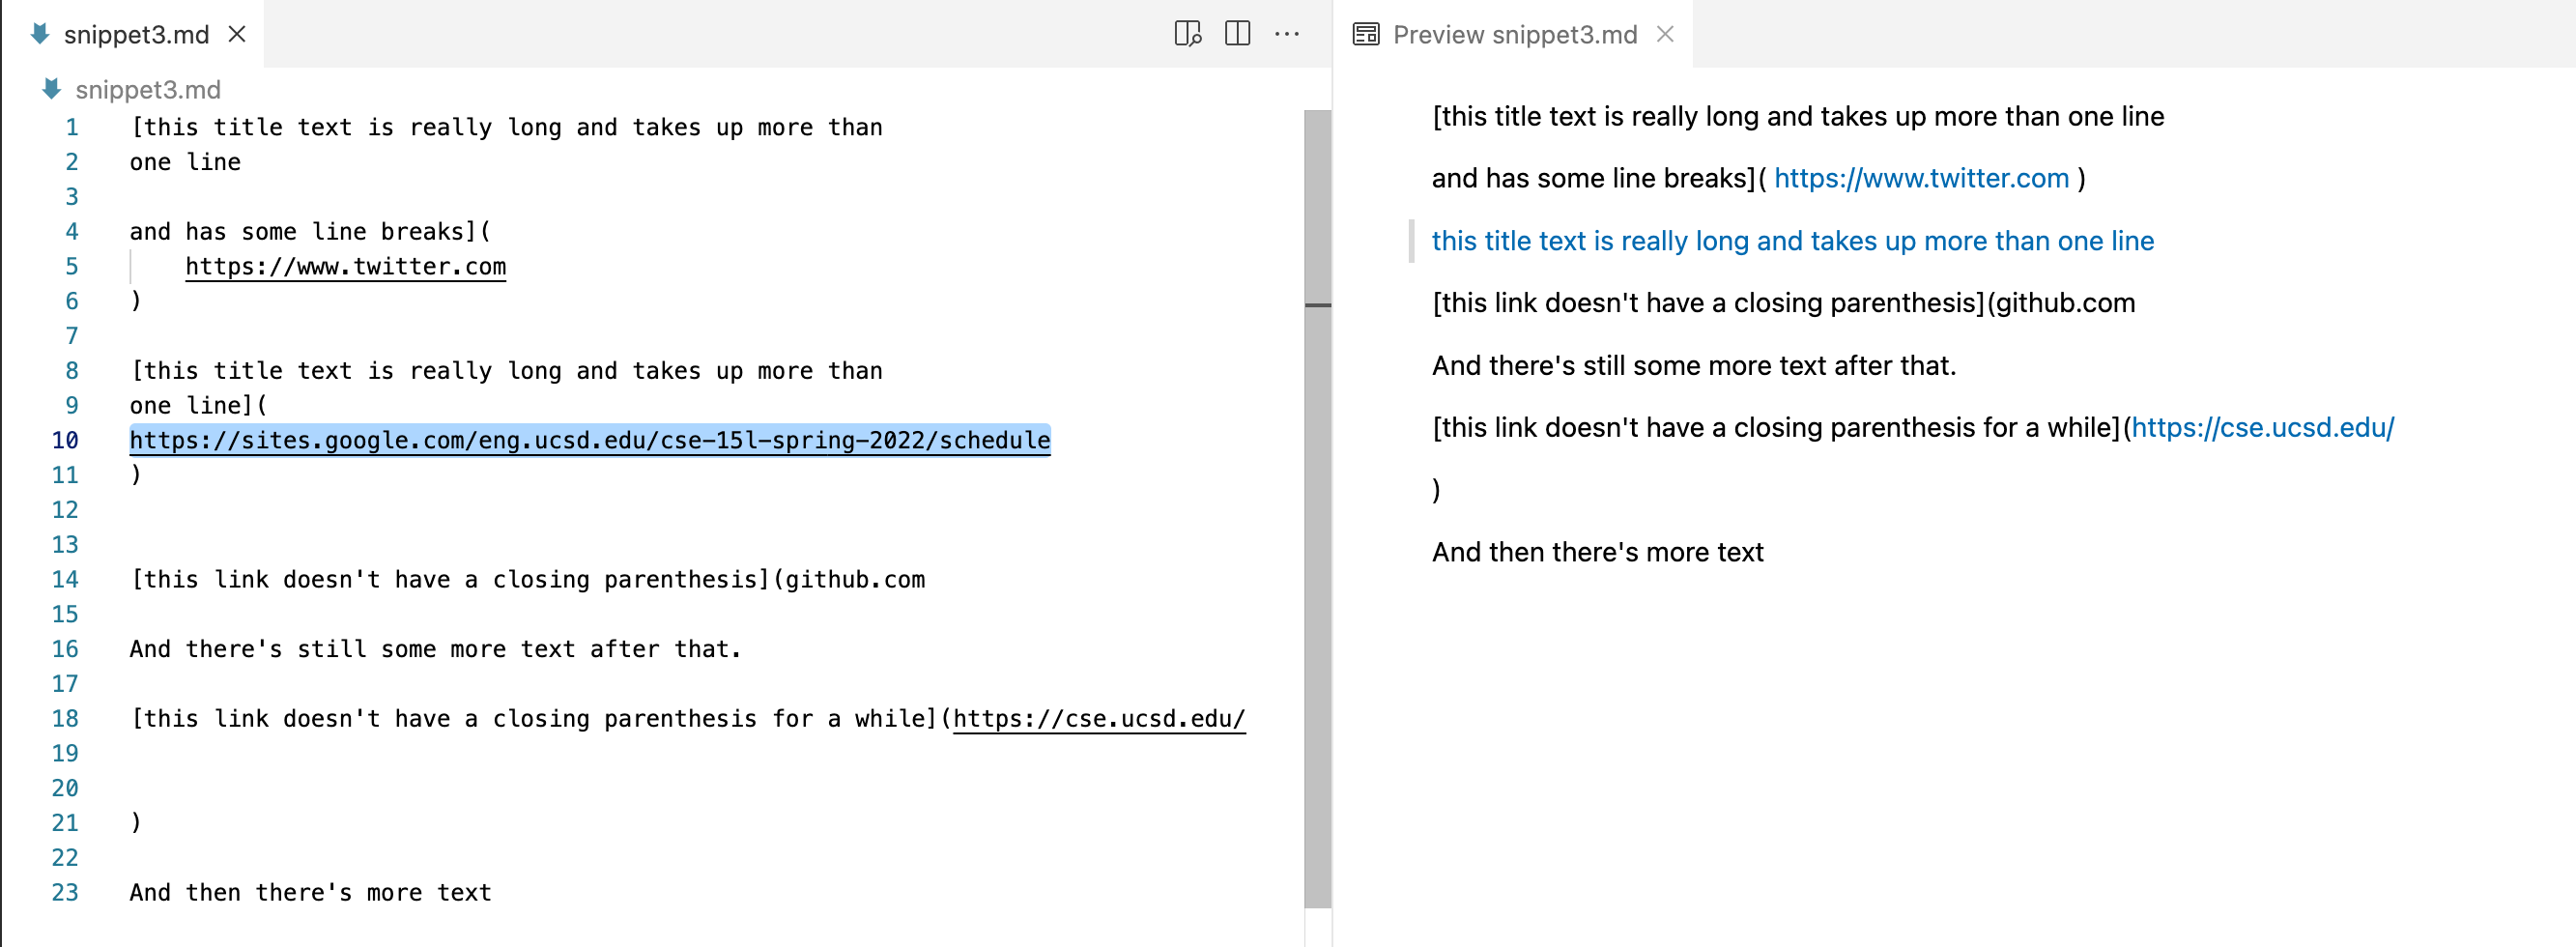 snippet3.md
snippet3.md
1 [this title text is really long and takes up more than
2 one line
3
4 and has some line breaks](
5 https://www.twitter.com
6 )
7
8 [this title text is really long and takes up more than
9 one line](
10 https://sites.google.com/eng.ucsd.edu/cse-15l-spring-2022/schedule
11 )
12
13
14 [this link doesn't have a closing parenthesis](github.com
15
16 And there's still some more text after that.
17
18 [this link doesn't have a closing parenthesis for a while](https://cse.ucsd.edu/
19
20
21 )
22
23 And then there's more text
Preview snippet3.md
[this title text is really long and takes up more than one line
and has some line breaks]( https://www.twitter.com )
this title text is really long and takes up more than one line
[this link doesn't have a closing parenthesis](github.com
And there's still some more text after that.
[this link doesn't have a closing parenthesis for a while](https://cse.ucsd.edu/
)
And then there's more text